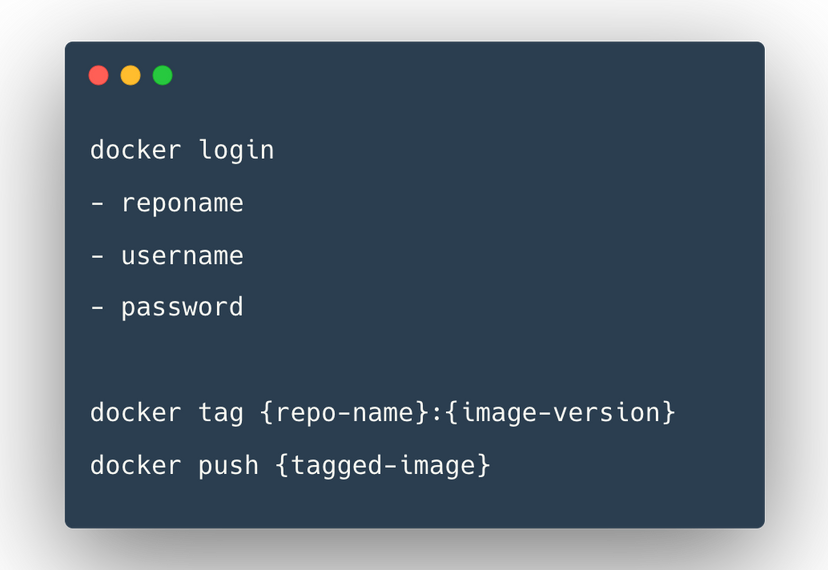 docker login
- reponame
- username
- password
docker tag {repo-name}:{image-version}
docker push {tagged-image}